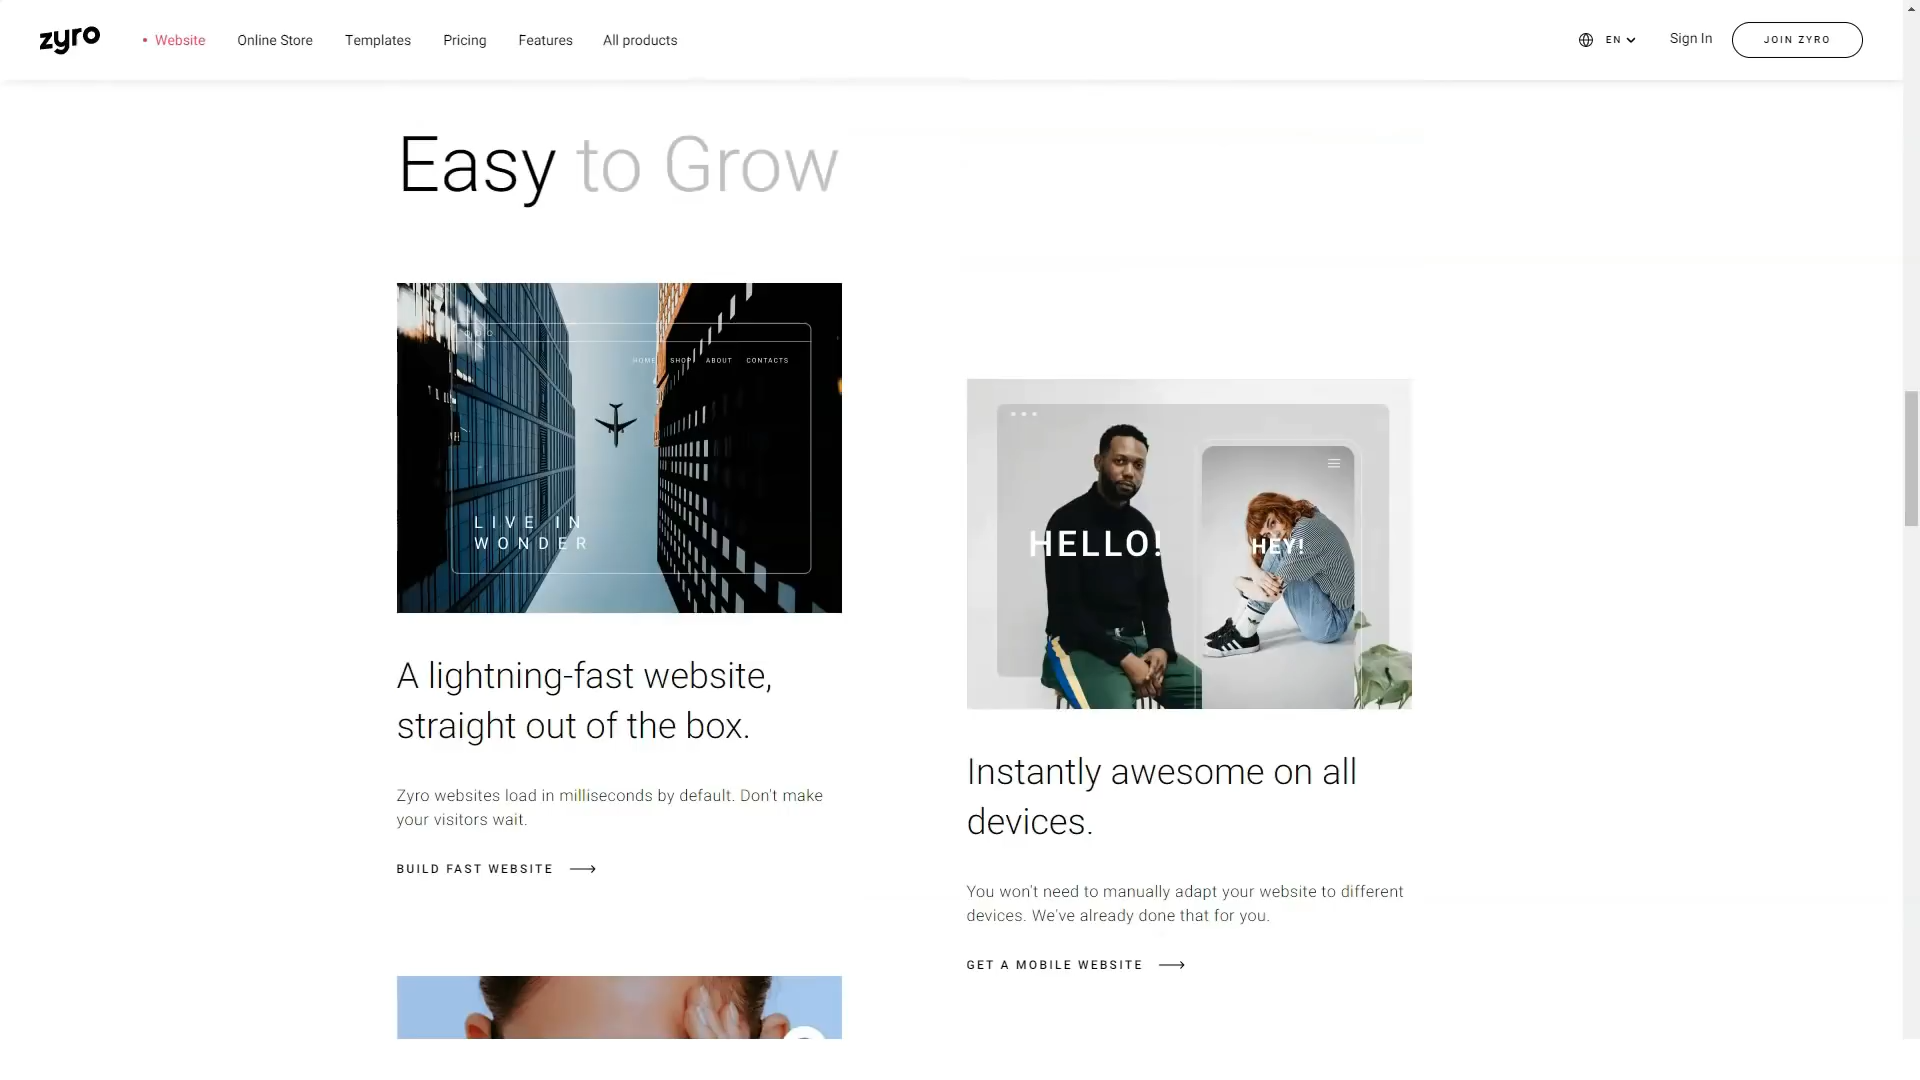 zyro
Website
Online Store
Templates
Pricing
Features
All products
EN
Sign In
JOIN ZYRO
Easy to Grow
HOME SHOP ABOUT CONTACTS
LIVE IN
WONDER
A lightning-fast website,
straight out of the box.
Zyro websites load in milliseconds by default. Don't make
your visitors wait.
BUILD FAST WEBSITE
HELLO!
HEY!
Instantly awesome on all
devices.
You won't need to manually adapt your website to different
devices. We've already done that for you.
GET A MOBILE WEBSITE